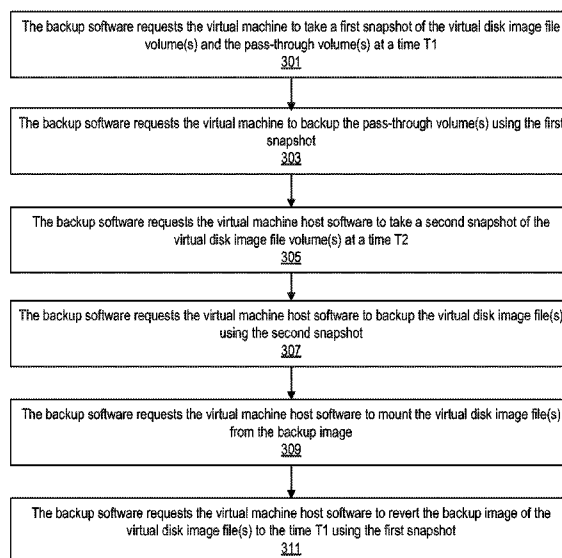 The backup software requests the virtual machine to take a first snapshot of the virtual disk image file
volume(s) and the pass-through volume(s) at a time T1
301
The backup software requests the virtual machine to backup the pass-through volume(s) using the first
snapshot
303
The backup software requests the virtual machine host software to take a second snapshot of the
virtual disk image file volume(s) at a time T2
305
The backup software requests the virtual machine host software to backup the virtual disk image file(s)
using the second snapshot
307
The backup software requests the virtual machine host software to mount the virtual disk image file(s)
from the backup image
309
The backup software requests the virtual machine host software to revert the backup image of the
virtual disk image file(s) to the time T1 using the first snapshot
311